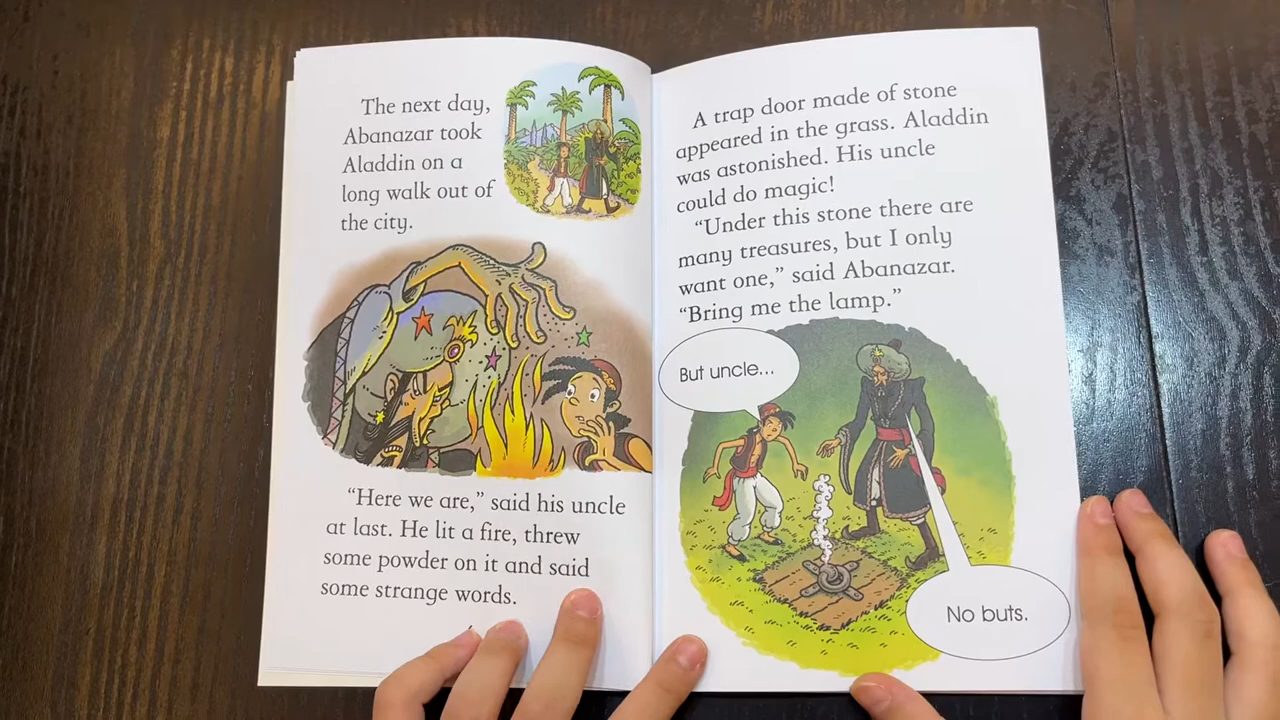 The next day,
Abanazar took
Aladdin on a
long walk out of
the city.
“Here we are,” said his uncle
at last. He lit a fire, threw
some powder on it and said
some strange words.
A trap door made of stone
appeared in the grass. Aladdin
was astonished. His uncle
could do magic!
“Under this stone there are
many treasures, but I only
want one,” said Abanazar.
“Bring me the lamp.”
But uncle...
No buts.